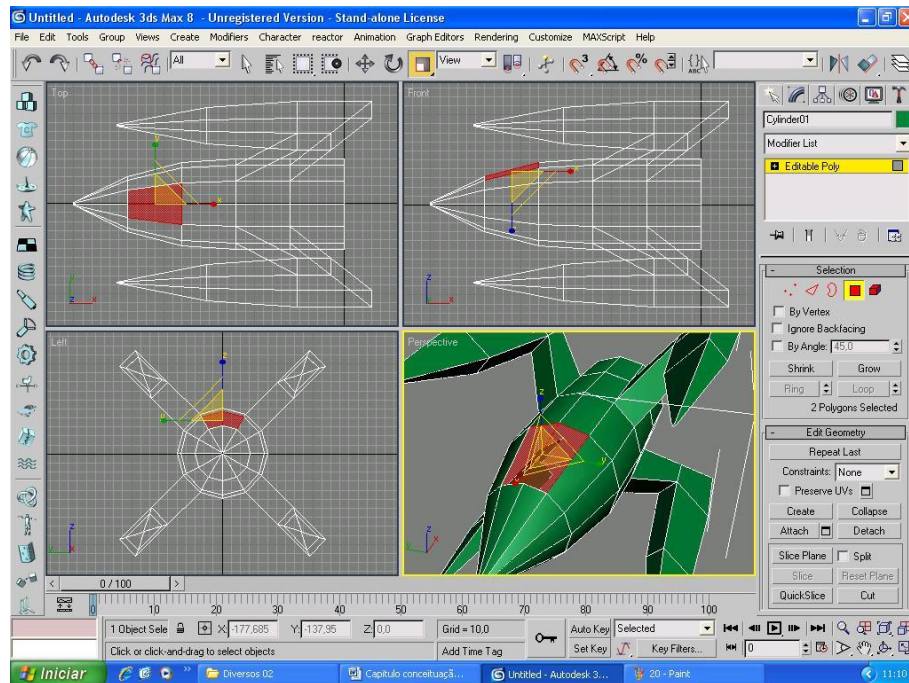 Untitled - Autodesk 3ds Max 8 - Unregistered Version - Stand-alone License
File Edit Tools Group Views Create Modifiers Character reactor Animation Graph Editors Rendering Customize MAXScript Help
All
View
ABC
Top
Front
Left
Perspective
y
x
z
x
x
z
x
z
y
z
y
z
y
x
Cylinder01
Modifier List
Editable Poly
Selection
By Vertex
Ignore Backfacing
By Angle: 45,0
Shrink Grow
Ring Loop
2 Polygons Selected
Edit Geometry
Repeat Last
Constraints: None
Preserve UVs
Create Collapse
Attach Detach
Slice Plane Split
Slice Reset Plane
QuickSlice Cut
0 / 100
0 10 20 30 40 50 60 70 80 90 100
1 Object Sele X: -177,685 Y: -137,95 Z: 0,0 Grid = 10,0 Auto Key Selected
Click or click-and-drag to select objects Add Time Tag Set Key Key Filters... 0
Iniciar Diversos 02 Capitulo conceituaçã... Untitled - Autodesk 3... 20 - Paint 11:10